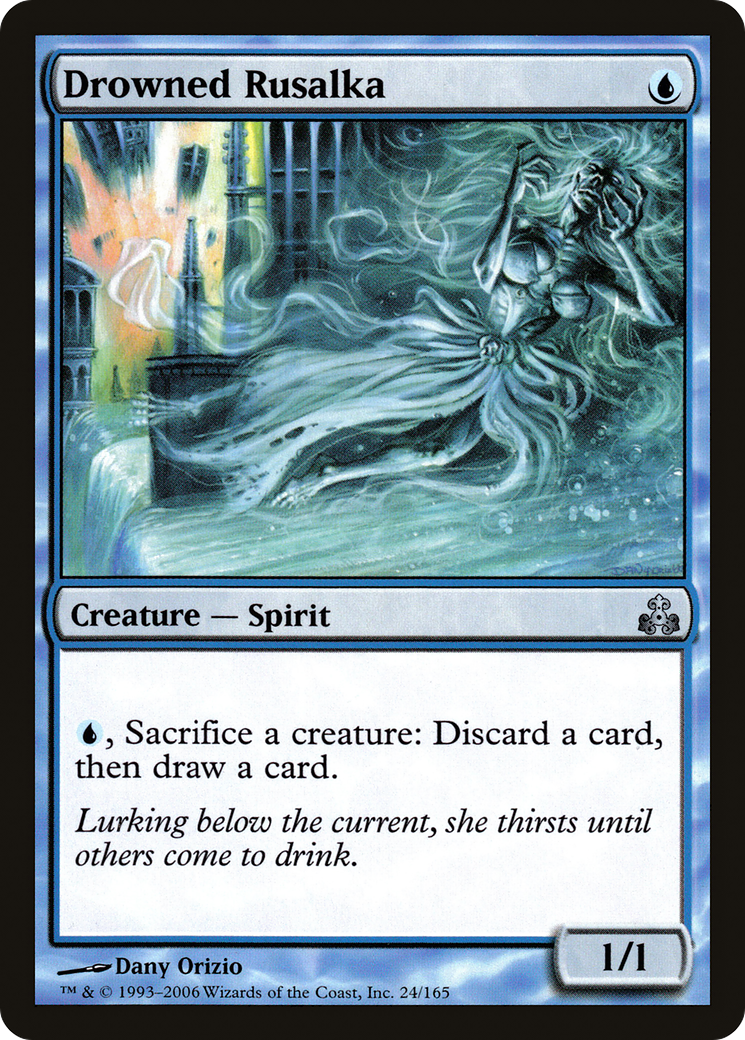 Drowned Rusalka
Creature — Spirit
, Sacrifice a creature: Discard a card,
then draw a card.
Lurking below the current, she thirsts until
others come to drink.
1/1
Dany Orizio
™ & © 1993–2006 Wizards of the Coast, Inc. 24/165